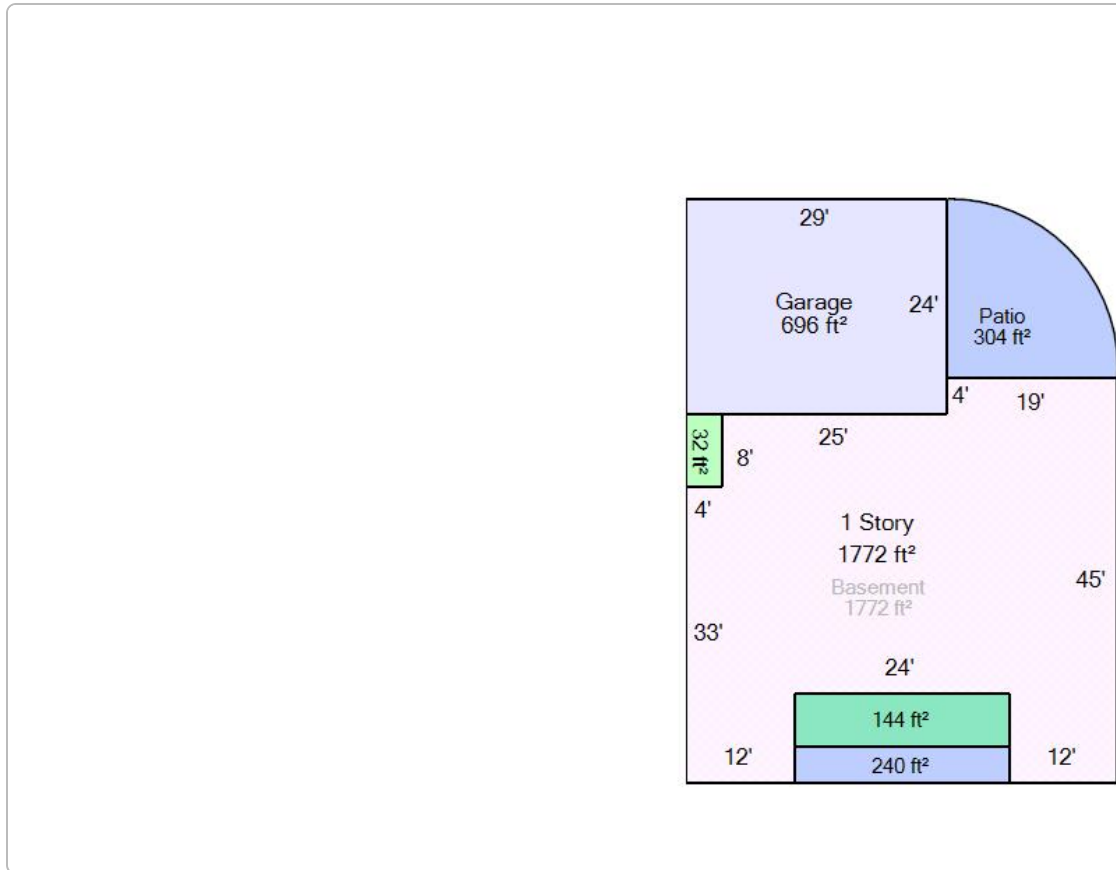 29'
Garage
696 ft²
24'
Patio
304 ft²
4'
19'
25'
32 ft²
8'
4'
1 Story
1772 ft²
Basement
1772 ft²
45'
33'
24'
144 ft²
12'
240 ft²
12'